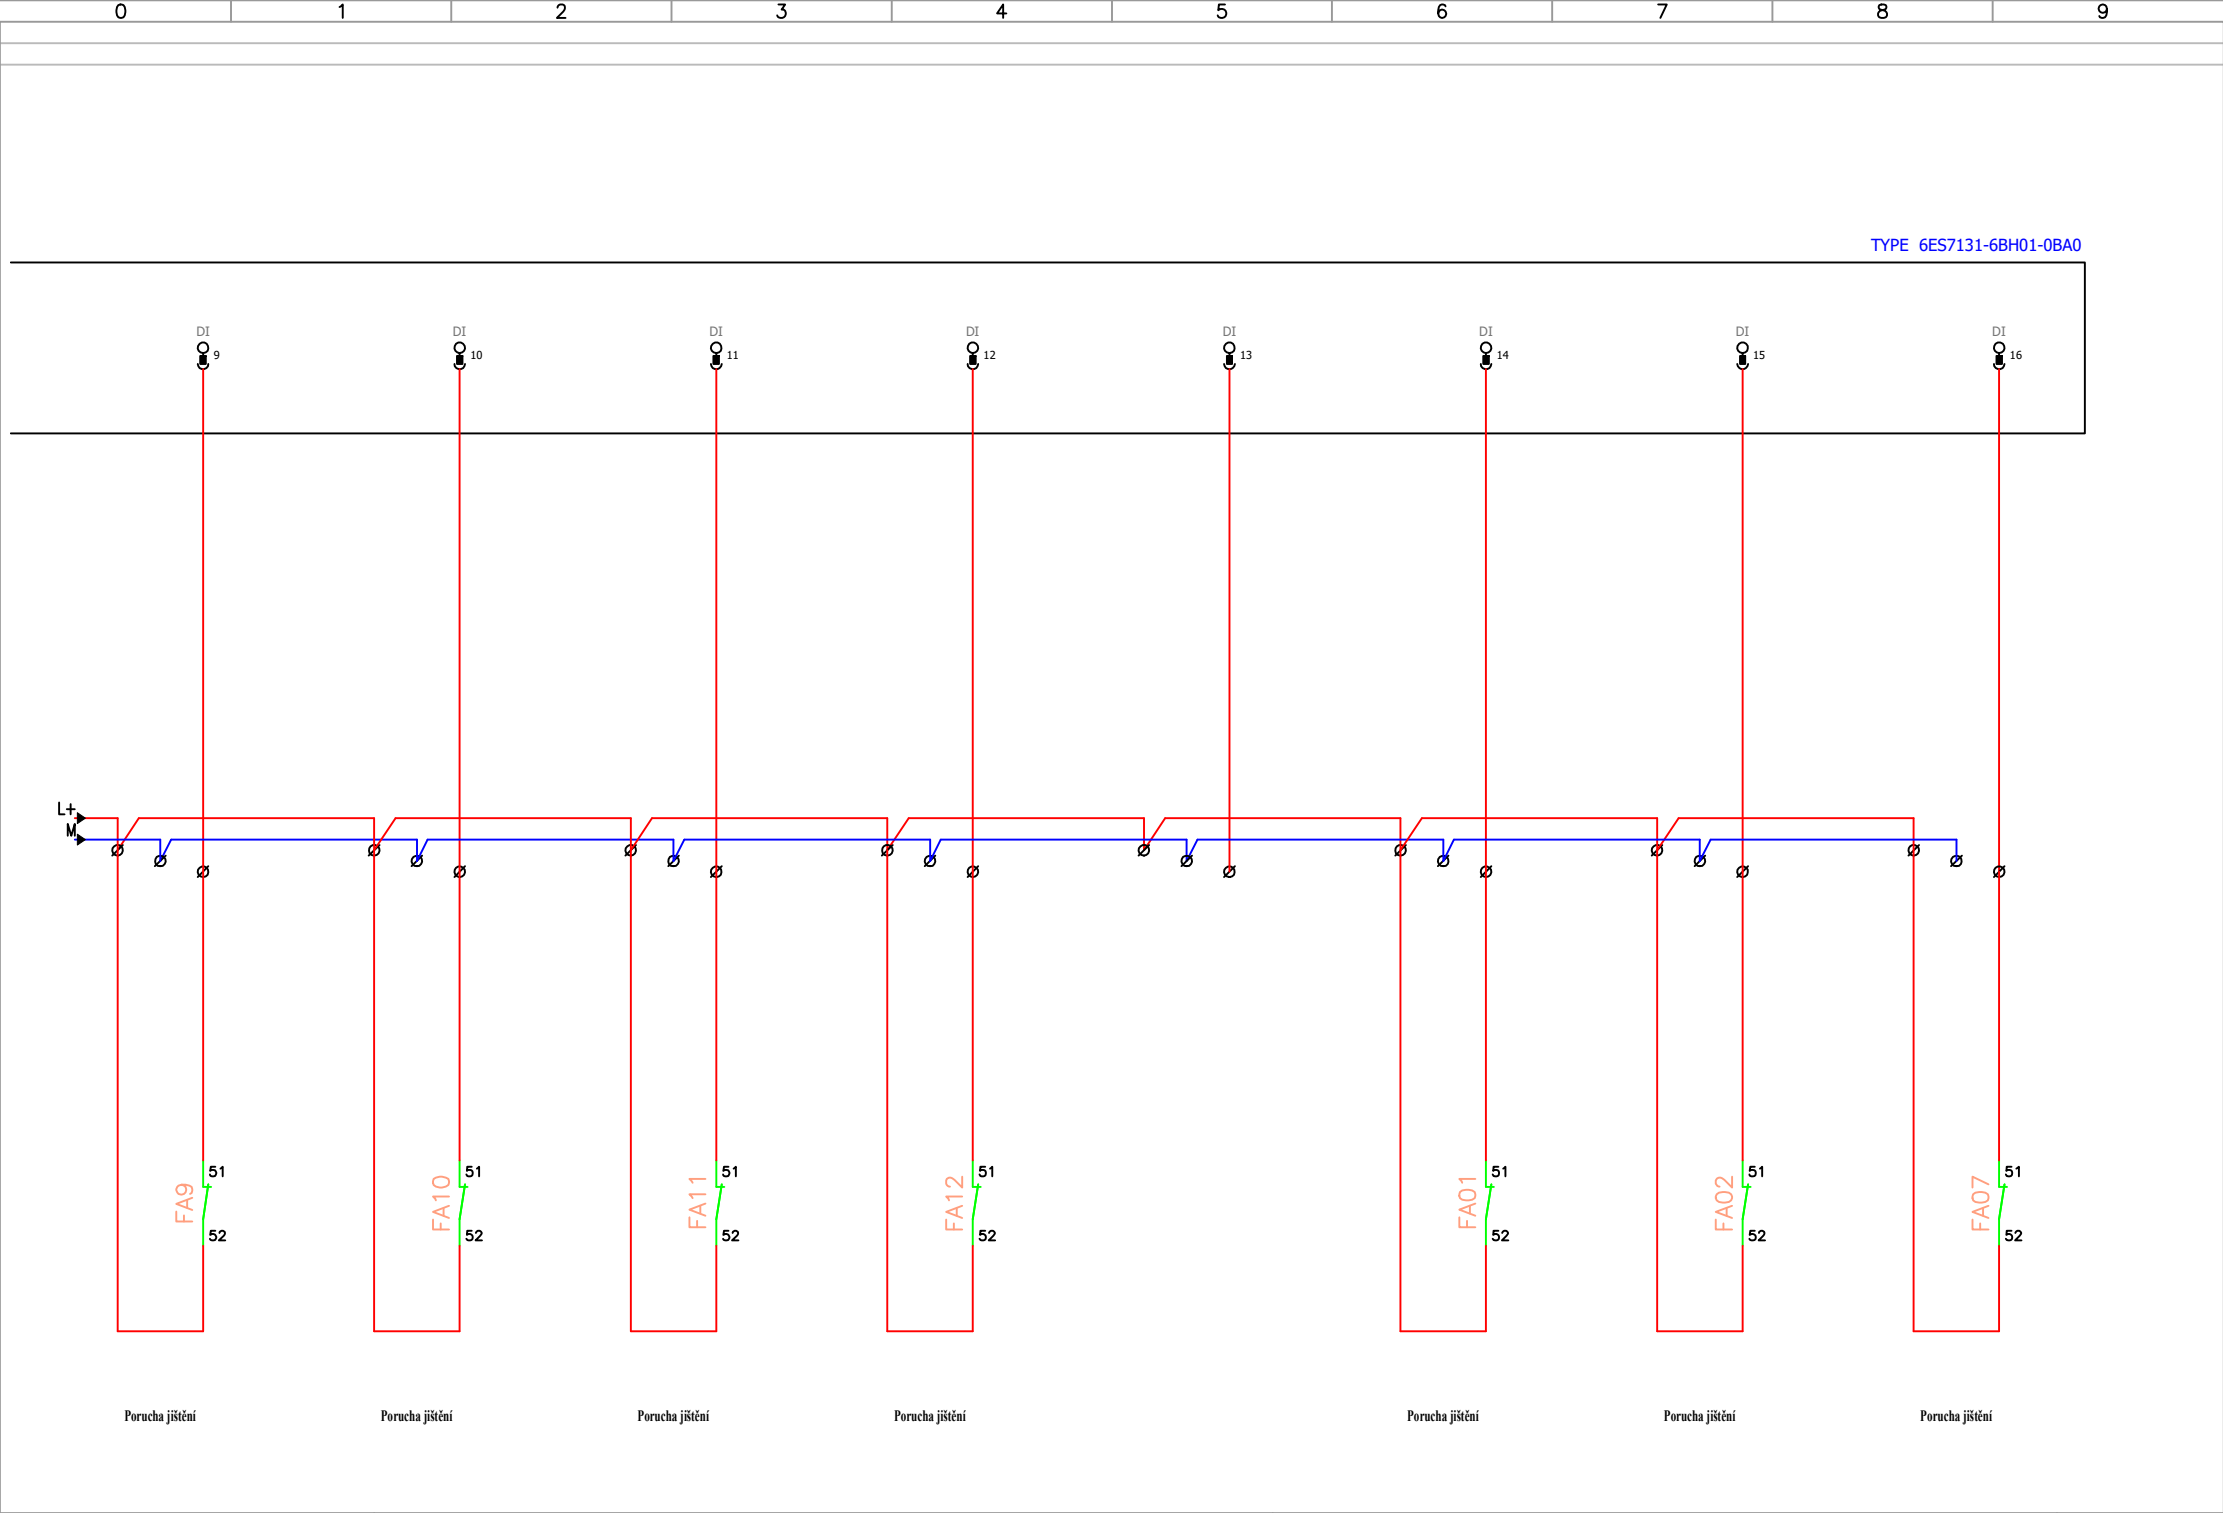 0 1 2 3 4 5 6 7 8 9
TYPE 6ES7131-6BH01-0BA0
DI DI DI DI DI DI DI DI
9 10 11 12 13 14 15 16
L+
M
51 51 51 51 51 51 51
FA9 FA10 FA11 FA12 FA01 FA02 FA07
52 52 52 52 52 52 52
Porucha jištění Porucha jištění Porucha jištění Porucha jištění Porucha jištění Porucha jištění Porucha jištění